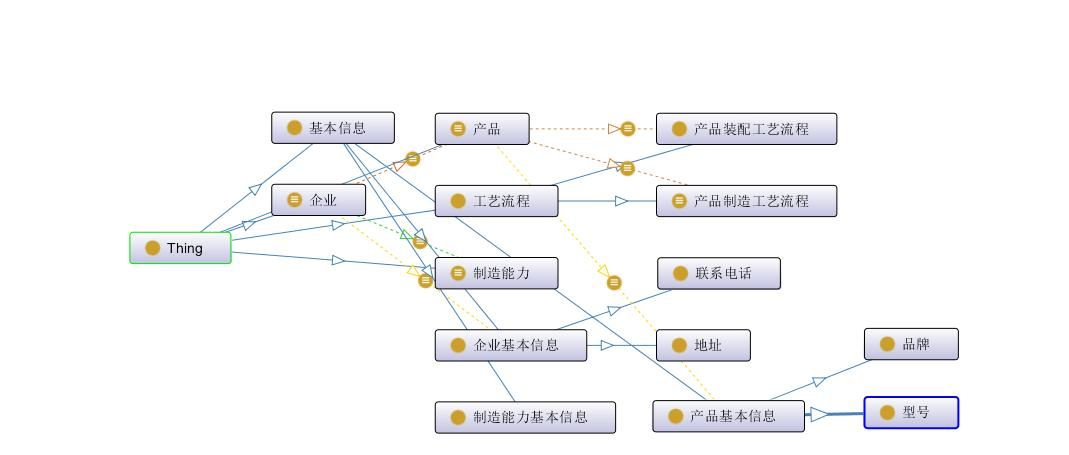 基本信息
产品
产品装配工艺流程
企业
工艺流程
产品制造工艺流程
Thing
制造能力
联系电话
企业基本信息
地址
品牌
制造能力基本信息
产品基本信息
型号